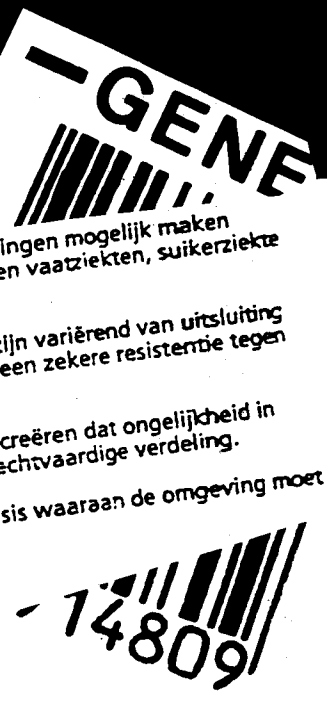 -GENE
ingen mogelijk maken
en vaatziekten, suikerziekte
ijn variërend van uitsluiting
een zekere resistentie tegen
creëren dat ongelijkheid in
echtvaardige verdeling.
sis waaraan de omgeving moet
- 14809